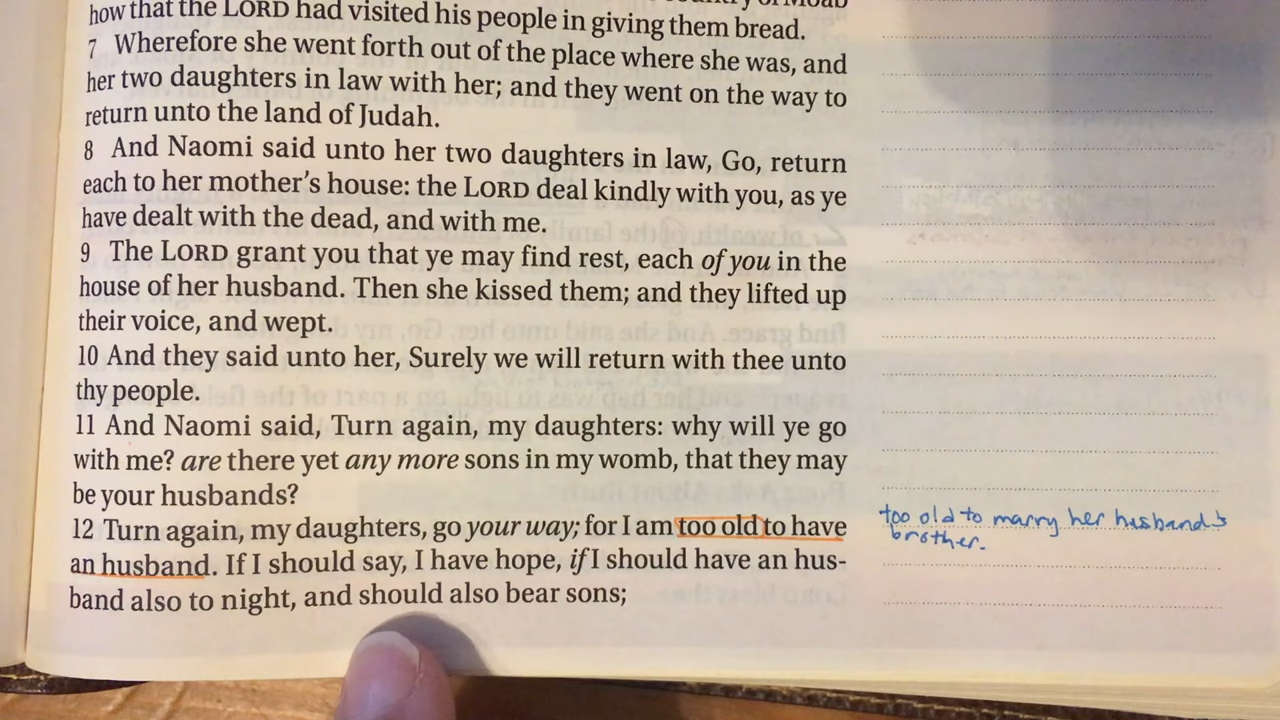 how that the LORD had visited his people in giving them bread.
7 Wherefore she went forth out of the place where she was, and
her two daughters in law with her; and they went on the way to
return unto the land of Judah.
8 And Naomi said unto her two daughters in law, Go, return
each to her mother's house: the LORD deal kindly with you, as ye
have dealt with the dead, and with me.
9 The LORD grant you that ye may find rest, each of you in the
house of her husband. Then she kissed them; and they lifted up
their voice, and wept.
10 And they said unto her, Surely we will return with thee unto
thy people.
11 And Naomi said, Turn again, my daughters: why will ye go
with me? are there yet any more sons in my womb, that they may
be your husbands?
12 Turn again, my daughters, go your way; for I am too old to have
an husband. If I should say, I have hope, if I should have an hus-
band also to night, and should also bear sons;
too old to marry her husband's
brother.